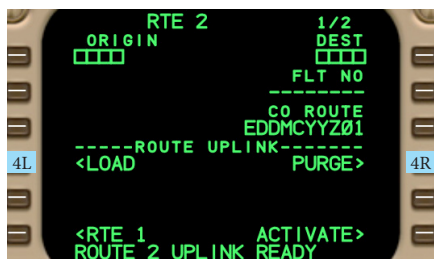 RTE 2 1/2
ORIGIN DEST
FLT NO
--------
CO ROUTE
EDDMCYYZØ1
-----ROUTE UPLINK-------
4L <LOAD PURGE> 4R
<RTE 1 ACTIVATE>
ROUTE 2 UPLINK READY